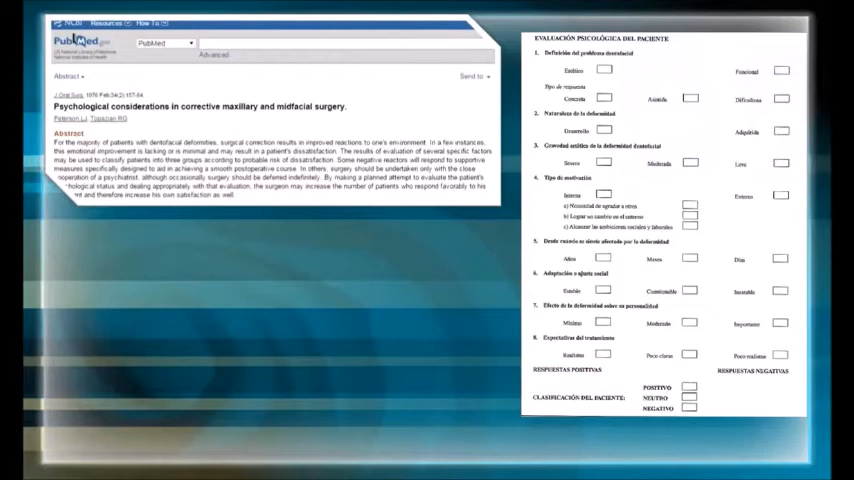 NCBI Resources How To
PubMed.gov
US National Library of Medicine
National Institutes of Health
PubMed
Advanced
Abstract
Send to:
J Oral Surg. 1976 Feb;34(2):157-64.
Psychological considerations in corrective maxillary and midfacial surgery.
Peterson LJ, Topazian RG
Abstract
For the majority of patients with dentofacial deformities, surgical correction results in improved reactions to one's environment. In a few instances,
this emotional improvement is lacking or is minimal and may result in a patient's dissatisfaction. The results of evaluation of several specific factors
may be used to classify patients into three groups according to probable risk of dissatisfaction. Some negative reactors will respond to supportive
measures specifically designed to aid in achieving a smooth postoperative course. In others, surgery should be undertaken only with the close
ooperation of a psychiatrist, although occasionally surgery should be deferred indefinitely. By making a planned attempt to evaluate the patient's
hological status and dealing appropriately with that evaluation, the surgeon may increase the number of patients who respond favorably to his
nt and therefore increase his own satisfaction as well.
EVALUACIÓN PSICOLÓGICA DEL PACIENTE
1. Definición del problema dentofacial
Estético Funcional
Tipo de respuesta
Concreta Asentida Dificultosa
2. Naturaleza de la deformidad
Desarrollo Adquirida
3. Gravedad estética de la deformidad dentofacial
Severa Moderada Leve
4. Tipo de motivación
Interna Externa
a) Necesidad de agradar a otros
b) Lograr un cambio en el entorno
c) Alcanzar las ambiciones sociales y laborales
5. Desde cuándo se siente afectado por la deformidad
Años Meses Días
6. Adaptación o ajuste social
Estable Cuestionable Inestable
7. Efecto de la deformidad sobre su personalidad
Mínimo Moderado Importante
8. Expectativas del tratamiento
Realistas Poco claras Poco realistas
RESPUESTAS POSITIVAS RESPUESTAS NEGATIVAS
POSITIVO
CLASIFICACIÓN DEL PACIENTE: NEUTRO
NEGATIVO